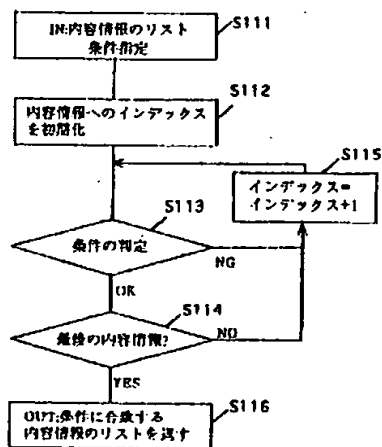 IN:内容情報のリスト
条件指定
S111
内容情報へのインデックス
を初期化
S112
インデックス=
インデックス+1
S115
条件の判定
S113
NG
OK
最後の内容情報?
S114
NO
YES
OUT:条件に合致する
内容情報のリストを返す
S116